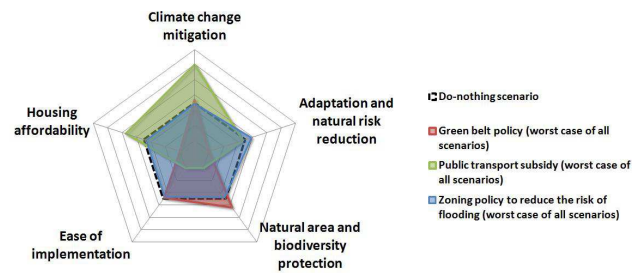 Climate change
mitigation
Housing
affordability
Adaptation and
natural risk
reduction
Ease of
implementation
Natural area and
biodiversity
protection
Do-nothing scenario
Green belt policy (worst case of all
scenarios)
Public transport subsidy (worst case of
all scenarios)
Zoning policy to reduce the risk of
flooding (worst case of all scenarios)